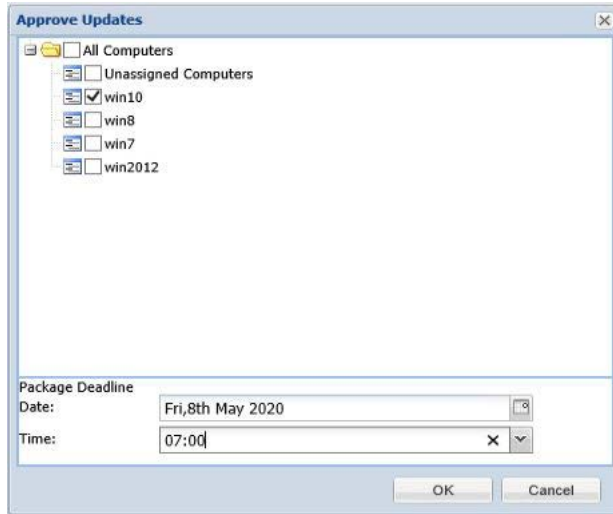 Approve Updates
All Computers
Unassigned Computers
win10
win8
win7
win2012
Package Deadline
Date: Fri,8th May 2020
Time: 07:00
OK Cancel